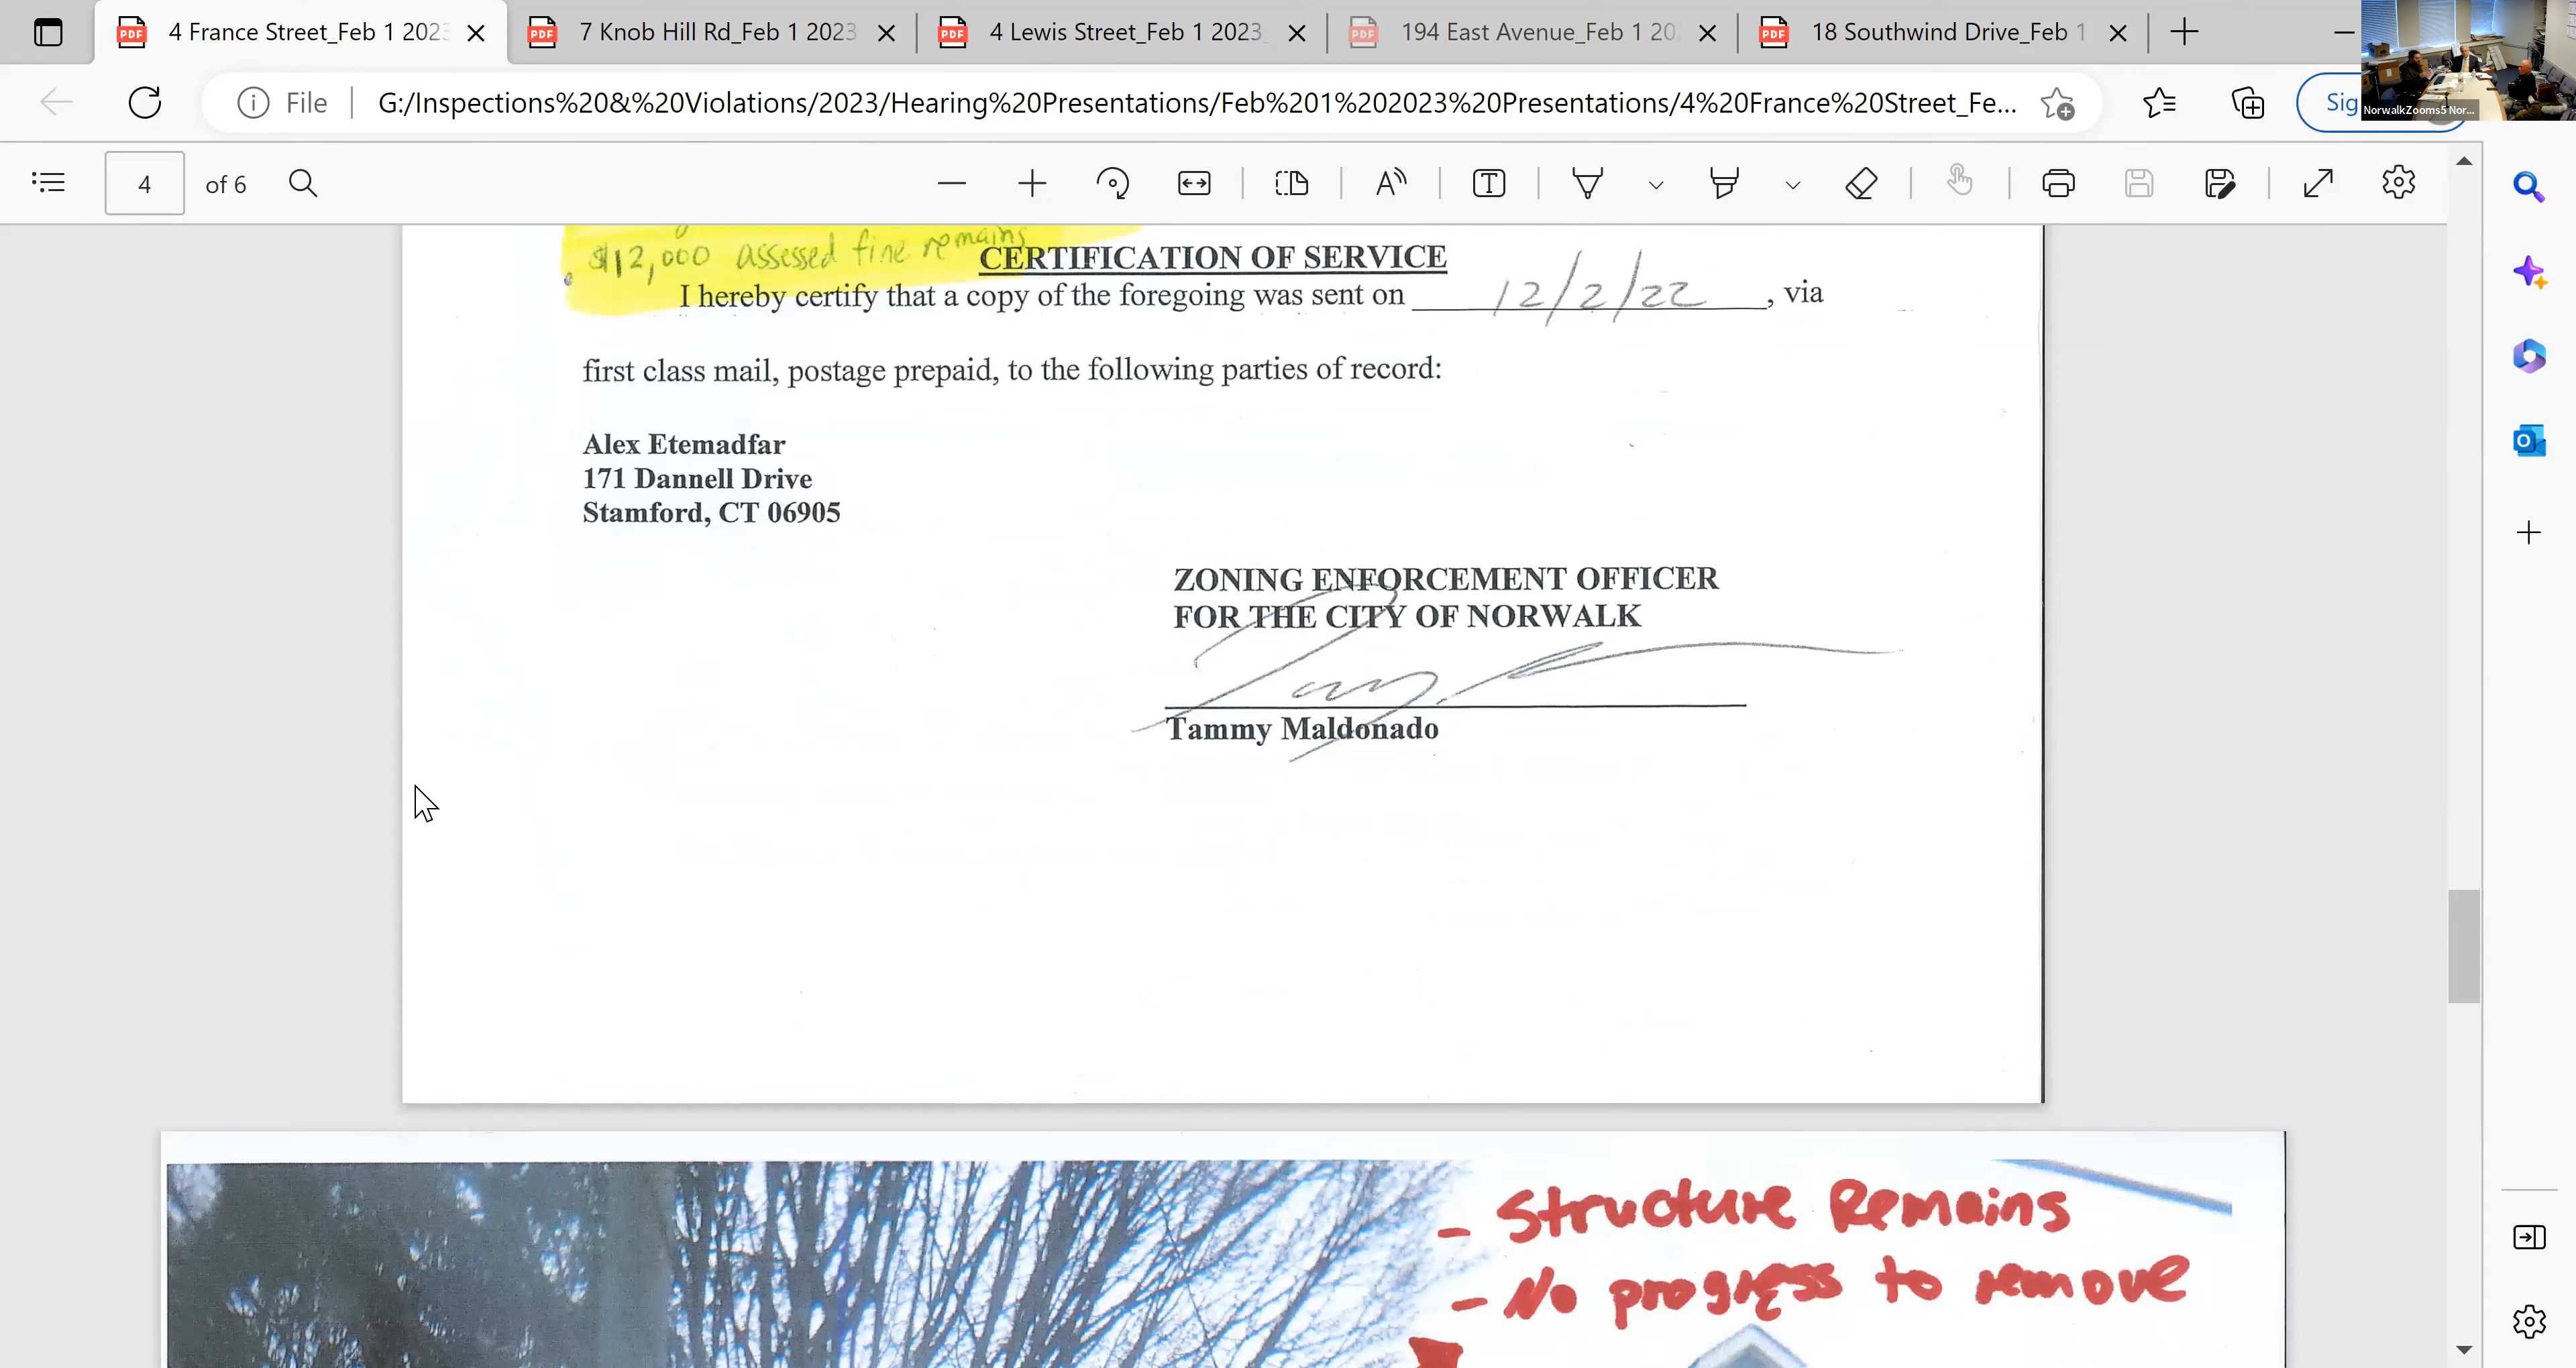 4 France Street_Feb 1 202
7 Knob Hill Rd_Feb 1 2023
4 Lewis Street_Feb 1 2023_
194 East Avenue_Feb 1 20
18 Southwind Drive_Feb 1
File
G:/Inspections%20&%20Violations/2023/Hearing%20Presentations/Feb%201%202023%20Presentations/4%20France%20Street_Fe...
Sig
NorwalkZooms5 Nor...
4 of 6
$12,000 assessed fine remains
CERTIFICATION OF SERVICE
I hereby certify that a copy of the foregoing was sent on 12/2/22, via
first class mail, postage prepaid, to the following parties of record:
Alex Etemadfar
171 Dannell Drive
Stamford, CT 06905
ZONING ENFORCEMENT OFFICER
FOR THE CITY OF NORWALK
Tammy Maldonado
- Structure Remains
- No progress to remove